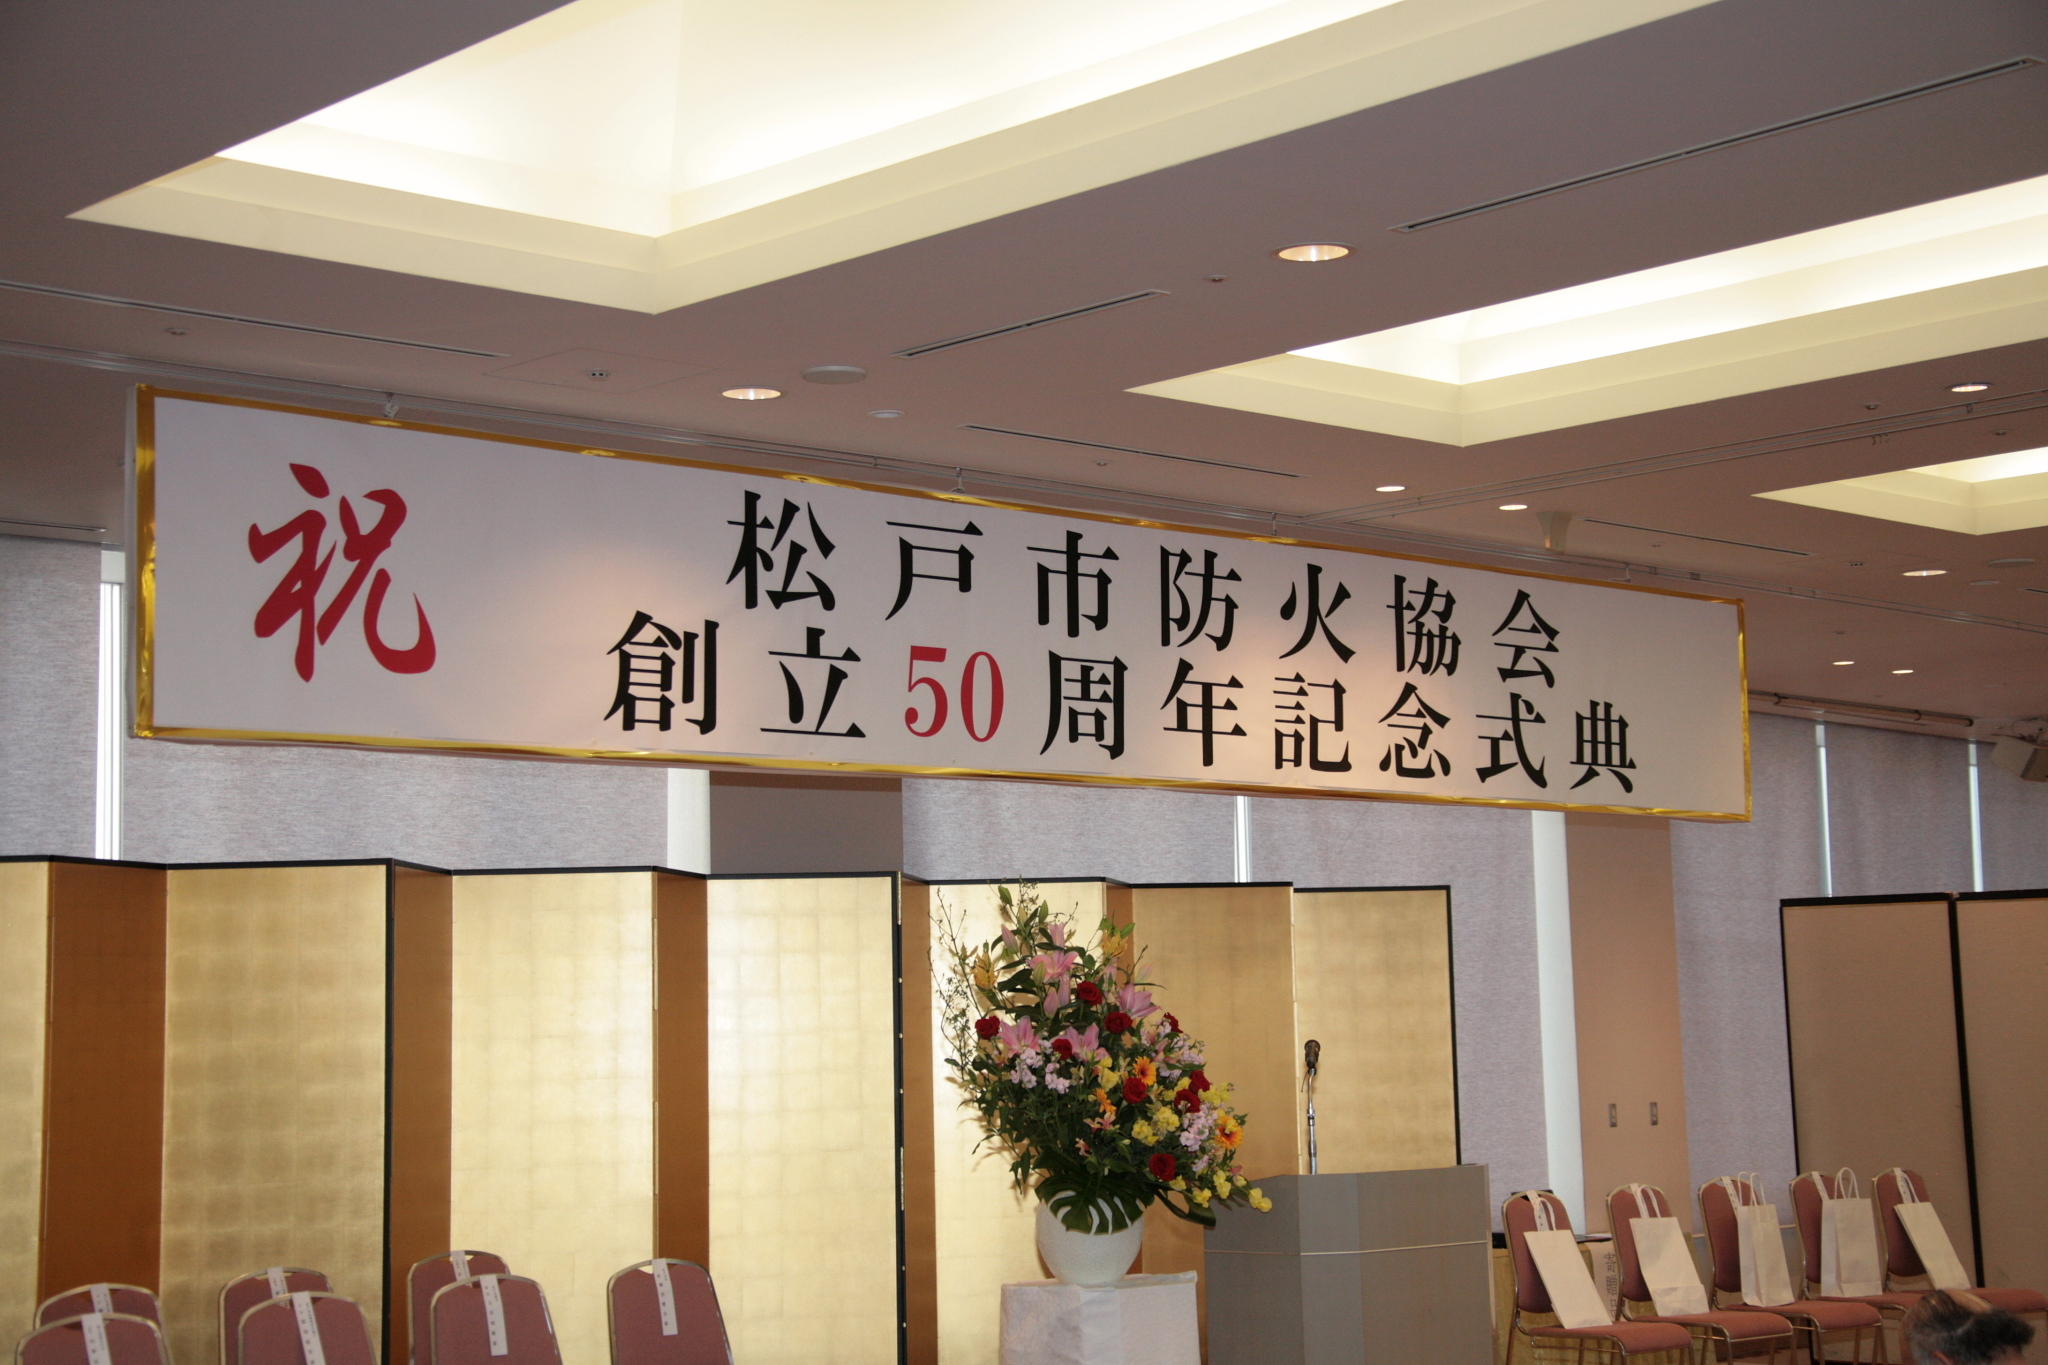 祝
松戸市防火協会
創立50周年記念式典